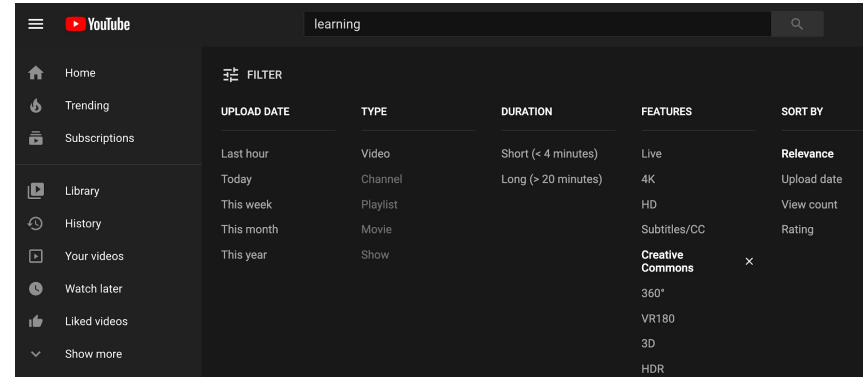 YouTube
learning
Home
Trending
Subscriptions
Library
History
Your videos
Watch later
Liked videos
Show more
FILTER
UPLOAD DATE
Last hour
Today
This week
This month
This year
TYPE
Video
Channel
Playlist
Movie
Show
DURATION
Short (< 4 minutes)
Long (> 20 minutes)
FEATURES
Live
4K
HD
Subtitles/CC
Creative
Commons
360°
VR180
3D
HDR
SORT BY
Relevance
Upload date
View count
Rating